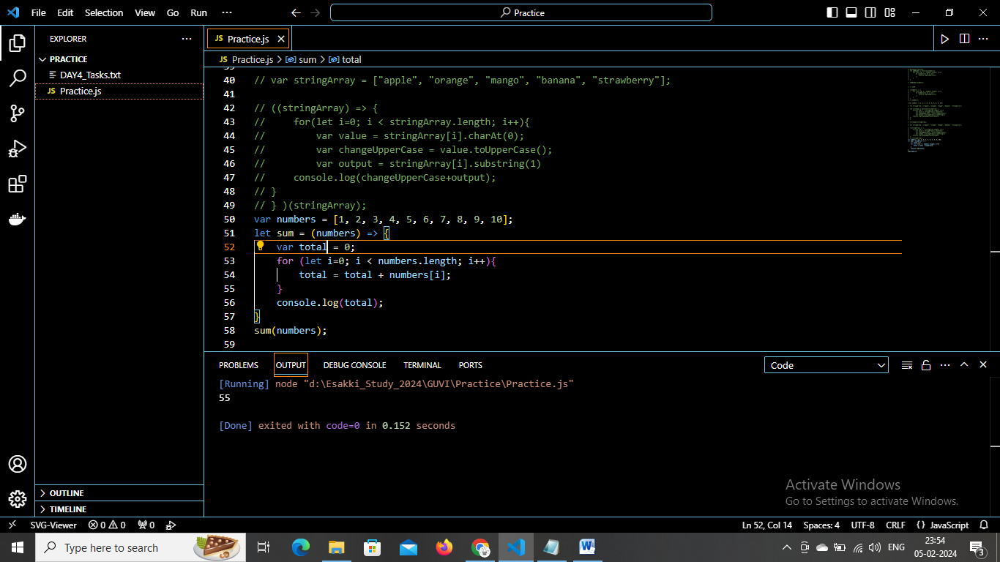 File Edit Selection View Go Run ··· Practice
EXPLORER ···
PRACTICE
DAY4_Tasks.txt
JS Practice.js
OUTLINE
TIMELINE
JS Practice.js
JS Practice.js > sum > total
39
40 // var stringArray = ["apple", "orange", "mango", "banana", "strawberry"];
41
42 // ((stringArray) => {
43 //     for(let i=0; i < stringArray.length; i++){
44 //         var value = stringArray[i].charAt(0);
45 //         var changeUpperCase = value.toUpperCase();
46 //         var output = stringArray[i].substring(1)
47 //     console.log(changeUpperCase+output);
48 // }
49 // } )(stringArray);
50 var numbers = [1, 2, 3, 4, 5, 6, 7, 8, 9, 10];
51 let sum = (numbers) => {
52     var total = 0;
53     for (let i=0; i < numbers.length; i++){
54         total = total + numbers[i];
55     }
56     console.log(total);
57 }
58 sum(numbers);
59
PROBLEMS OUTPUT DEBUG CONSOLE TERMINAL PORTS Code
[Running] node "d:\Esakki_Study_2024\GUVI\Practice\Practice.js"
55
[Done] exited with code=0 in 0.152 seconds
Activate Windows
Go to Settings to activate Windows.
SVG-Viewer 0 0 0 Ln 52, Col 14 Spaces: 4 UTF-8 CRLF {} JavaScript
Type here to search ENG 23:54
05-02-2024 3